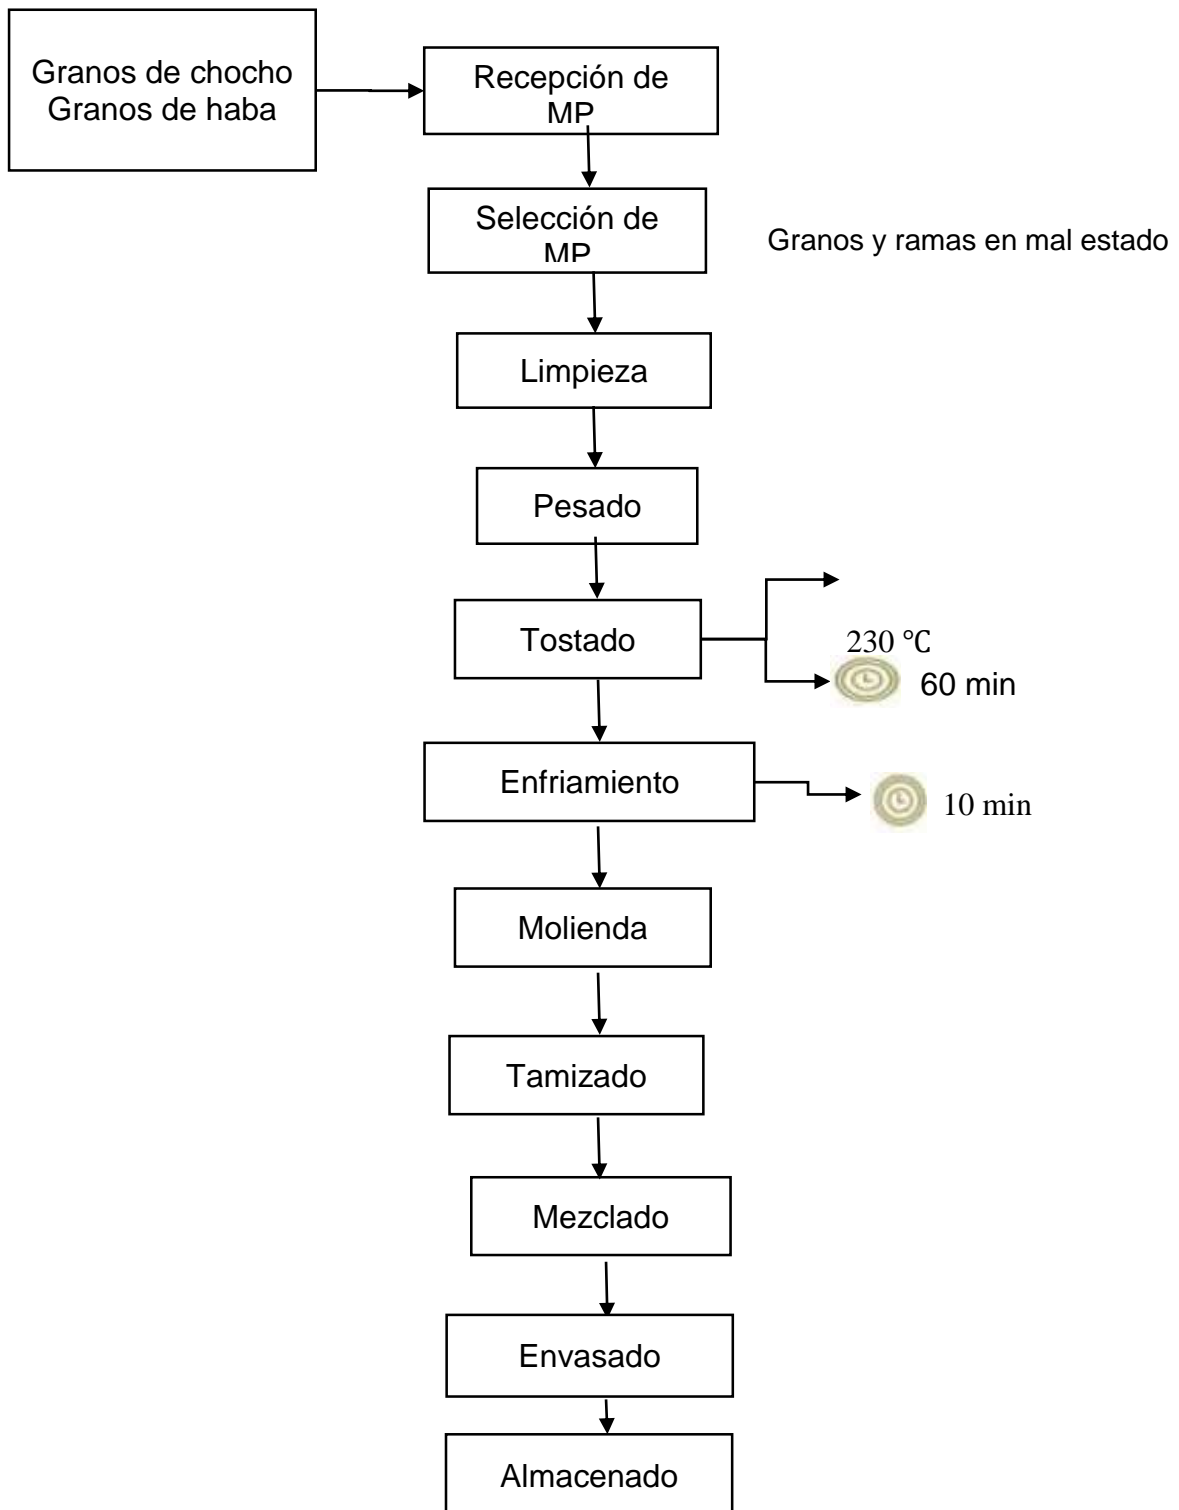 Granos de chocho
Granos de haba
Recepción de
MP
Selección de
MP
Granos y ramas en mal estado
Limpieza
Pesado
Tostado
230 °C
60 min
Enfriamiento
10 min
Molienda
Tamizado
Mezclado
Envasado
Almacenado